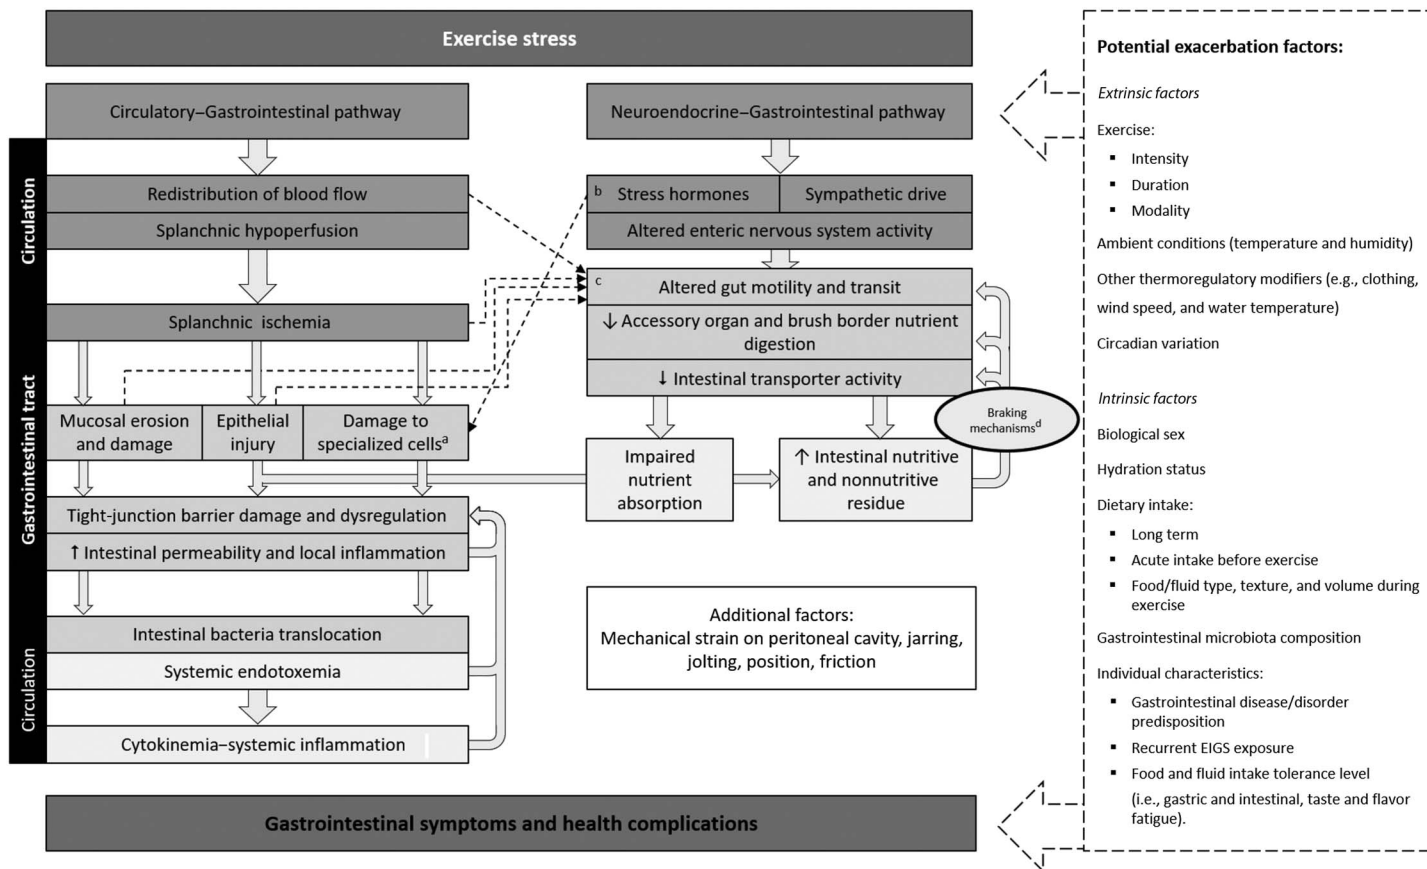 Exercise stress
Circulatory–Gastrointestinal pathway
Neuroendocrine–Gastrointestinal pathway
Circulation
Redistribution of blood flow
Splanchnic hypoperfusion
b Stress hormones
Sympathetic drive
Altered enteric nervous system activity
Splanchnic ischemia
c
Altered gut motility and transit
↓ Accessory organ and brush border nutrient
digestion
↓ Intestinal transporter activity
Gastrointestinal tract
Mucosal erosion
and damage
Epithelial
injury
Damage to
specialized cellsa
Braking
mechanismsd
Impaired
nutrient
absorption
↑ Intestinal nutritive
and nonnutritive
residue
Tight-junction barrier damage and dysregulation
↑ Intestinal permeability and local inflammation
Intestinal bacteria translocation
Circulation
Systemic endotoxemia
Cytokinemia–systemic inflammation
Additional factors:
Mechanical strain on peritoneal cavity, jarring,
jolting, position, friction
Gastrointestinal symptoms and health complications
Potential exacerbation factors:
Extrinsic factors
Exercise:
▪ Intensity
▪ Duration
▪ Modality
Ambient conditions (temperature and humidity)
Other thermoregulatory modifiers (e.g., clothing,
wind speed, and water temperature)
Circadian variation
Intrinsic factors
Biological sex
Hydration status
Dietary intake:
▪ Long term
▪ Acute intake before exercise
▪ Food/fluid type, texture, and volume during
exercise
Gastrointestinal microbiota composition
Individual characteristics:
▪ Gastrointestinal disease/disorder
predisposition
▪ Recurrent EIGS exposure
▪ Food and fluid intake tolerance level
(i.e., gastric and intestinal, taste and flavor
fatigue).